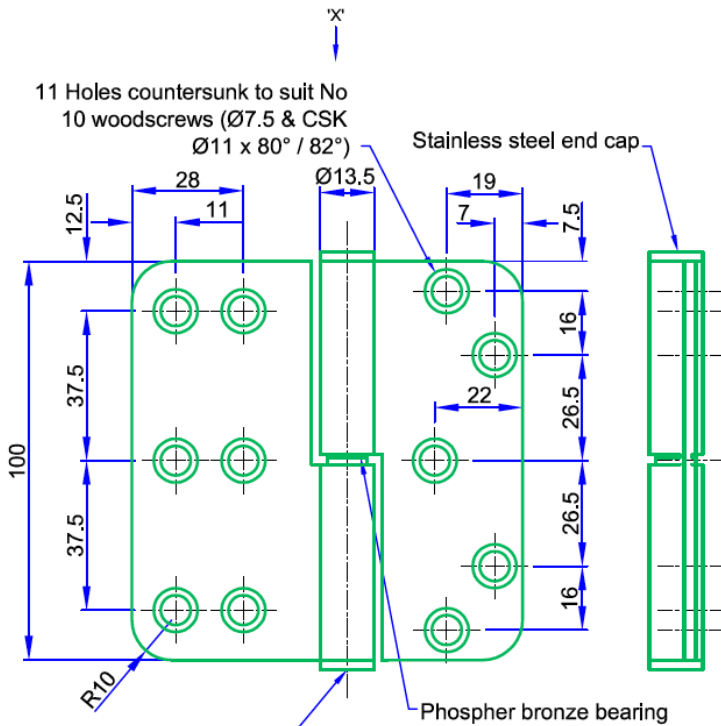 'X'
11 Holes countersunk to suit No
10 woodscrews (Ø7.5 & CSK
Ø11 x 80° / 82°)
Stainless steel end cap
28
Ø13.5
19
12.5
11
7
7.5
16
37.5
22
26.5
100
37.5
26.5
16
R10
Phospher bronze bearing